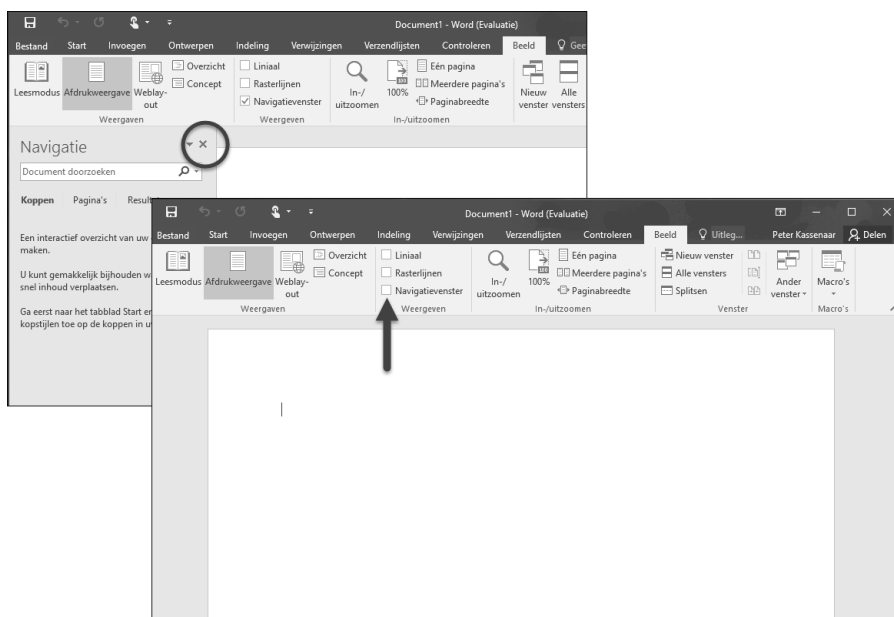 Document1 - Word (Evaluatie)
Bestand Start Invoegen Ontwerpen Indeling Verwijzingen Verzendlijsten Controleren Beeld Gee
Leesmodus Afdrukweergave Weblay-out Overzicht Concept
Weergaven
Liniaal
Rasterlijnen
Navigatievenster
Weergeven
In-/uitzoomen 100% Eén pagina
Meerdere pagina's
Paginabreedte
In-/uitzoomen
Nieuw venster Alle vensters
Navigatie
Document doorzoeken
Koppen Pagina's
Een interactief overzicht van uw
maken.
U kunt gemakkelijk bijhouden
snel inhoud verplaatsen.
Ga eerst naar het tabblad Start en
kopstijlen toe op de koppen in
Document1 - Word (Evaluatie)
Bestand Start Invoegen Ontwerpen Indeling Verwijzingen Verzendlijsten Controleren Beeld Uitleg... Peter Kassenaar Delen
Leesmodus Afdrukweergave Weblay-out Overzicht Concept
Weergaven
Liniaal
Rasterlijnen
Navigatievenster
Weergeven
In-/uitzoomen 100% Eén pagina
Meerdere pagina's
Paginabreedte
In-/uitzoomen
Nieuw venster
Alle vensters
Splitsen
Ander venster
Venster
Macro's
Macro's